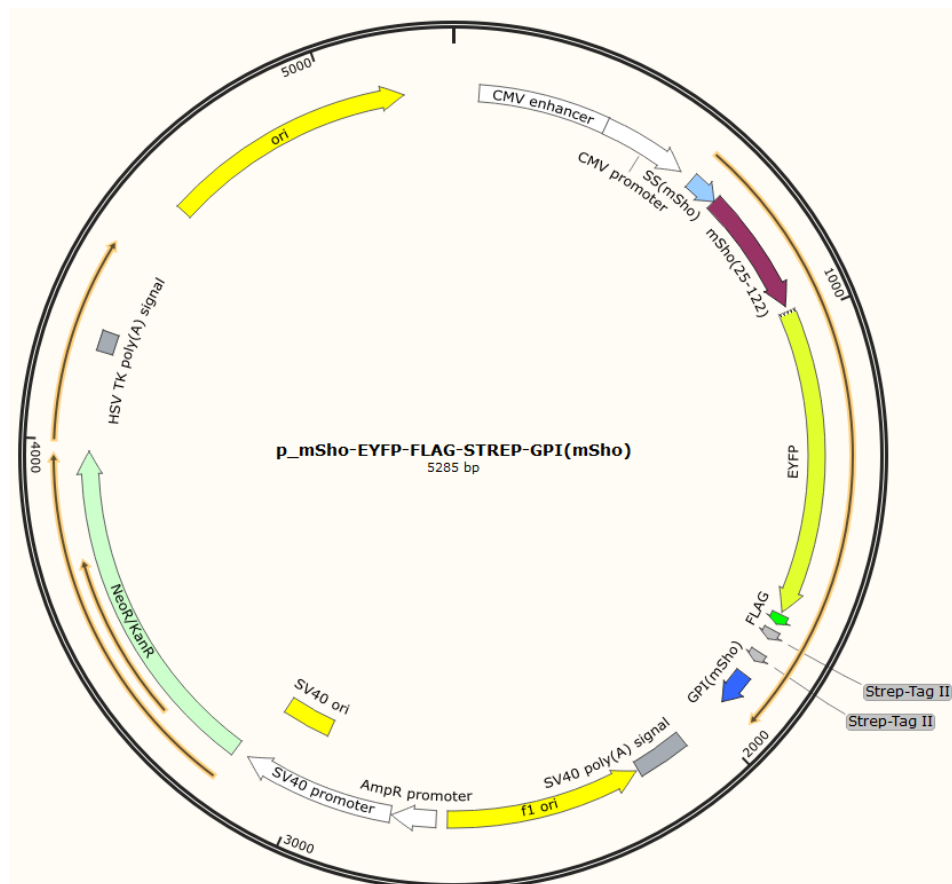 5000
CMV enhancer
ori
CMV promoter
SS(mSho)
mSho(25-122)
1000
HSV TK poly(A) signal
p_mSho-EYFP-FLAG-STREP-GPI(mSho)
5285 bp
4000
EYFP
NeoR/KanR
FLAG
GPI(mSho)
Strep-Tag II
Strep-Tag II
SV40 ori
SV40 poly(A) signal
2000
AmpR promoter
SV40 promoter
f1 ori
3000